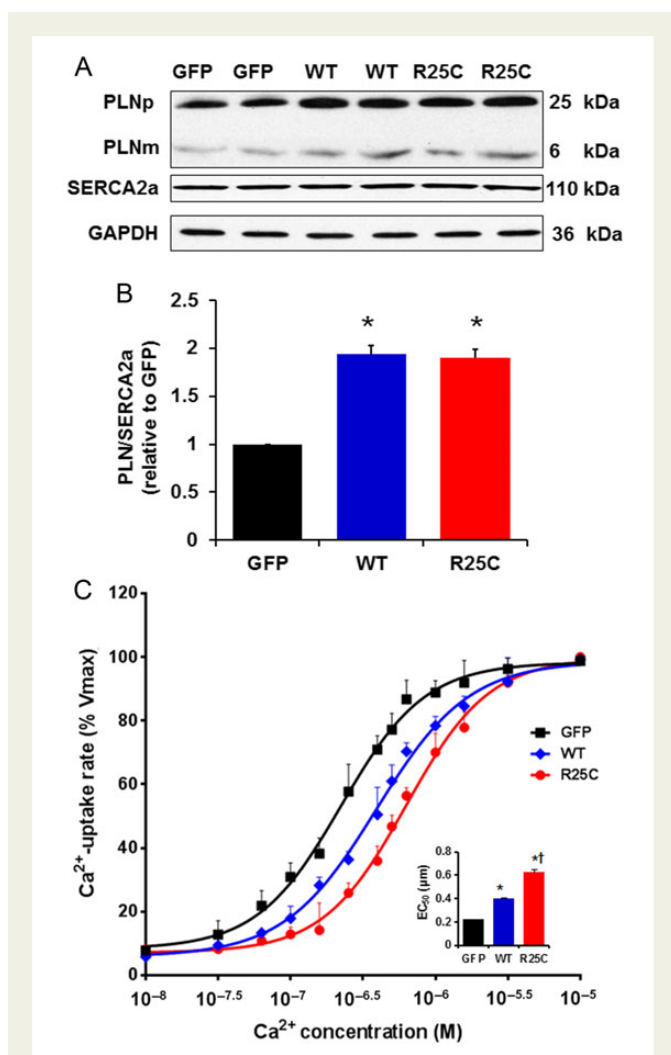 A
GFP GFP WT WT R25C R25C
PLNp 25 kDa
PLNm 6 kDa
SERCA2a 110 kDa
GAPDH 36 kDa
B
PLN/SERCA2a
(relative to GFP)
2.5
2
1.5
1
0.5
0
* *
GFP WT R25C
C
Ca²⁺-uptake rate (% Vmax)
120
100
80
60
40
20
0
GFP
WT
R25C
EC₅₀ (μm)
0.8
0.6
0.4
0.2
0
* *†
GFP WT R25C
10⁻⁸ 10⁻⁷·⁵ 10⁻⁷ 10⁻⁶·⁵ 10⁻⁶ 10⁻⁵·⁵ 10⁻⁵
Ca²⁺ concentration (M)